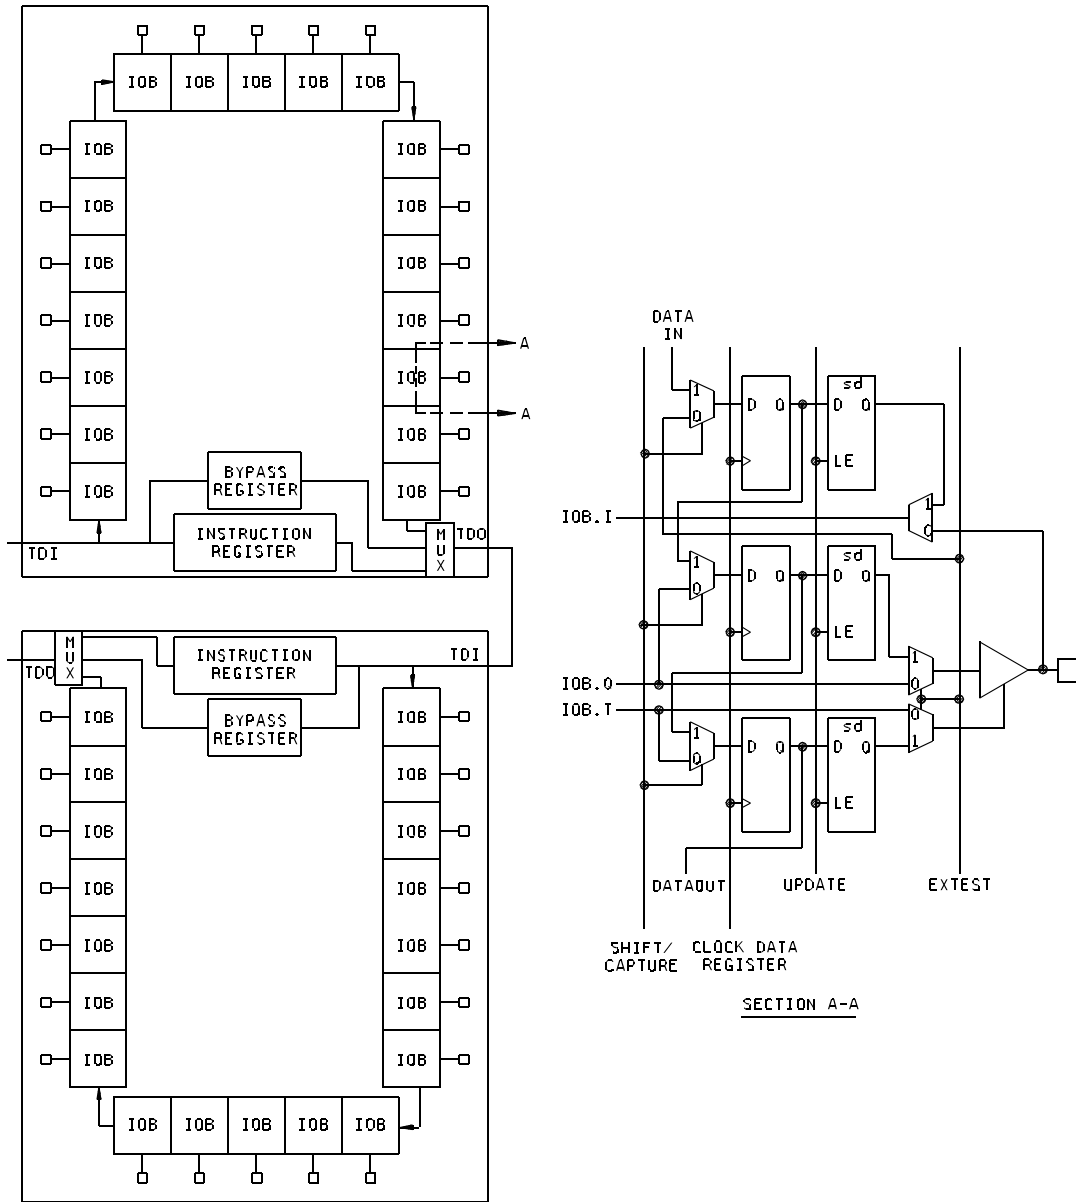 IOB IOB IOB IOB IOB
IOB IOB
IOB IOB
IOB IOB
IOB IOB
A
IOB IOB
A
IOB IOB
IOB IOB
BYPASS
REGISTER
INSTRUCTION
REGISTER
TDI
MUX
TDO
MUX
TDO
INSTRUCTION
REGISTER
TDI
BYPASS
REGISTER
IOB IOB
IOB IOB
IOB IOB
IOB IOB
IOB IOB
IOB IOB
IOB IOB
IOB IOB IOB IOB IOB
DATA
IN
1
0
D Q
sd
D Q
LE
IOB.I
1
0
1
0
D Q
sd
D Q
LE
1
0
IOB.O
IOB.T
0
1
1
0
D Q
sd
D Q
LE
DATAOUT UPDATE EXTEST
SHIFT/
CAPTURE
CLOCK DATA
REGISTER
SECTION A-A